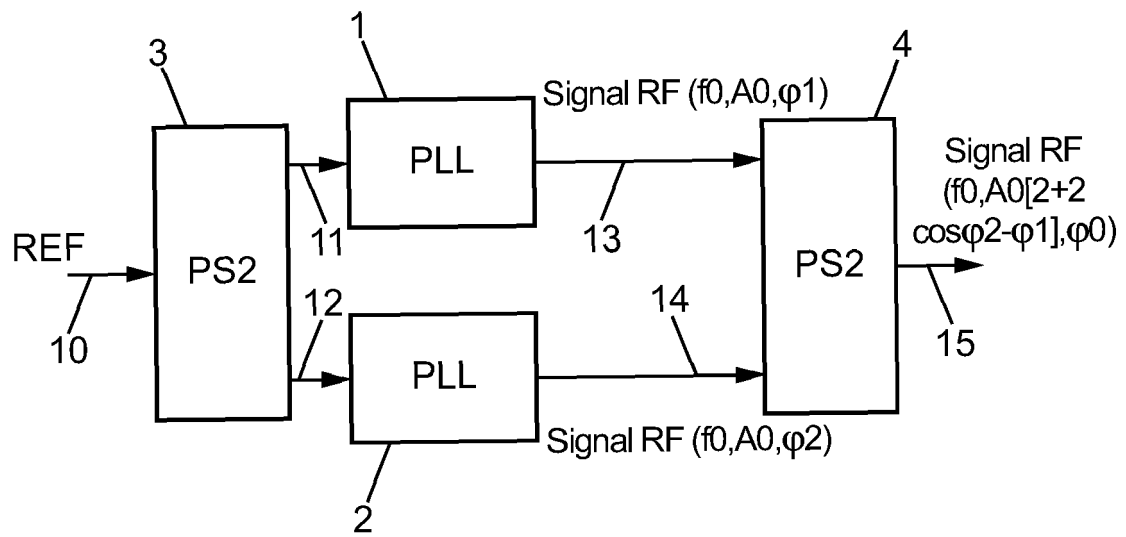 1
3
4
Signal RF (f0,A0,φ1)
PLL
Signal RF
(f0,A0[2+2
cosφ2-φ1],φ0)
11
13
REF
PS2
PS2
10
12
14
15
PLL
Signal RF (f0,A0,φ2)
2